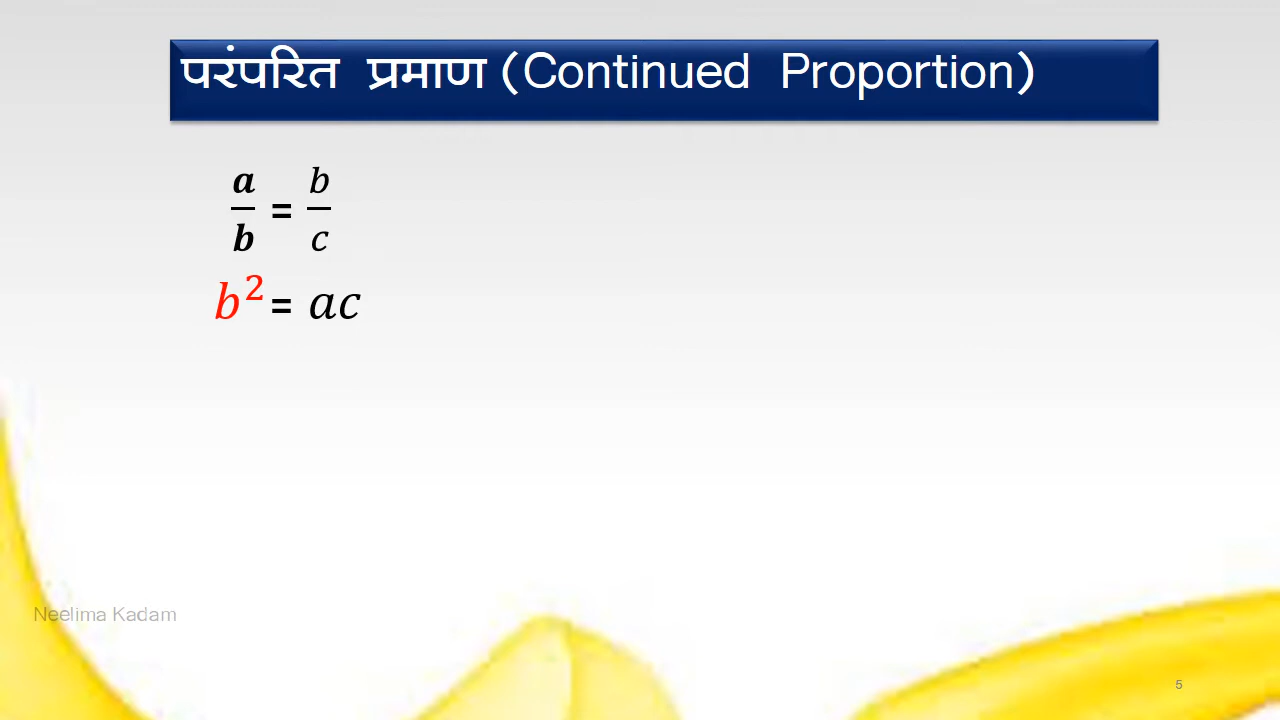 परंपरित प्रमाण (Continued Proportion)
a/b = b/c
b² = ac
Neelima Kadam
5